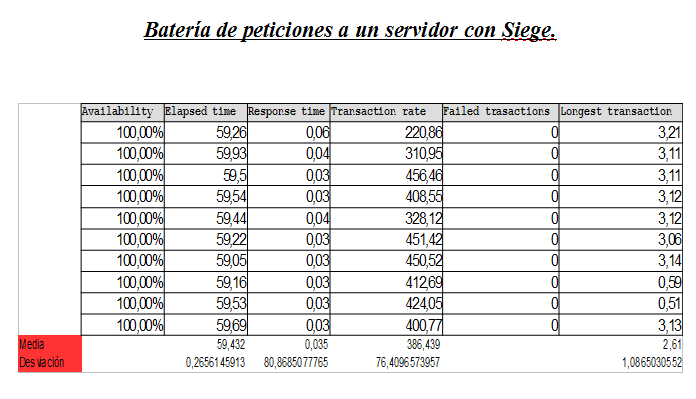 Batería de peticiones a un servidor con Siege.
Availability Elapsed time Response time Transaction rate Failed trasactions Longest transaction
100,00% 59,26 0,06 220,86 0 3,21
100,00% 59,93 0,04 310,95 0 3,11
100,00% 59,5 0,03 456,46 0 3,11
100,00% 59,54 0,03 408,55 0 3,12
100,00% 59,44 0,04 328,12 0 3,12
100,00% 59,22 0,03 451,42 0 3,06
100,00% 59,05 0,03 450,52 0 3,14
100,00% 59,16 0,03 412,69 0 0,59
100,00% 59,53 0,03 424,05 0 0,51
100,00% 59,69 0,03 400,77 0 3,13
Media 59,432 0,035 386,439 2,61
Desviación 0,2656145913 80,8685077765 76,4096573957 1,0865030552